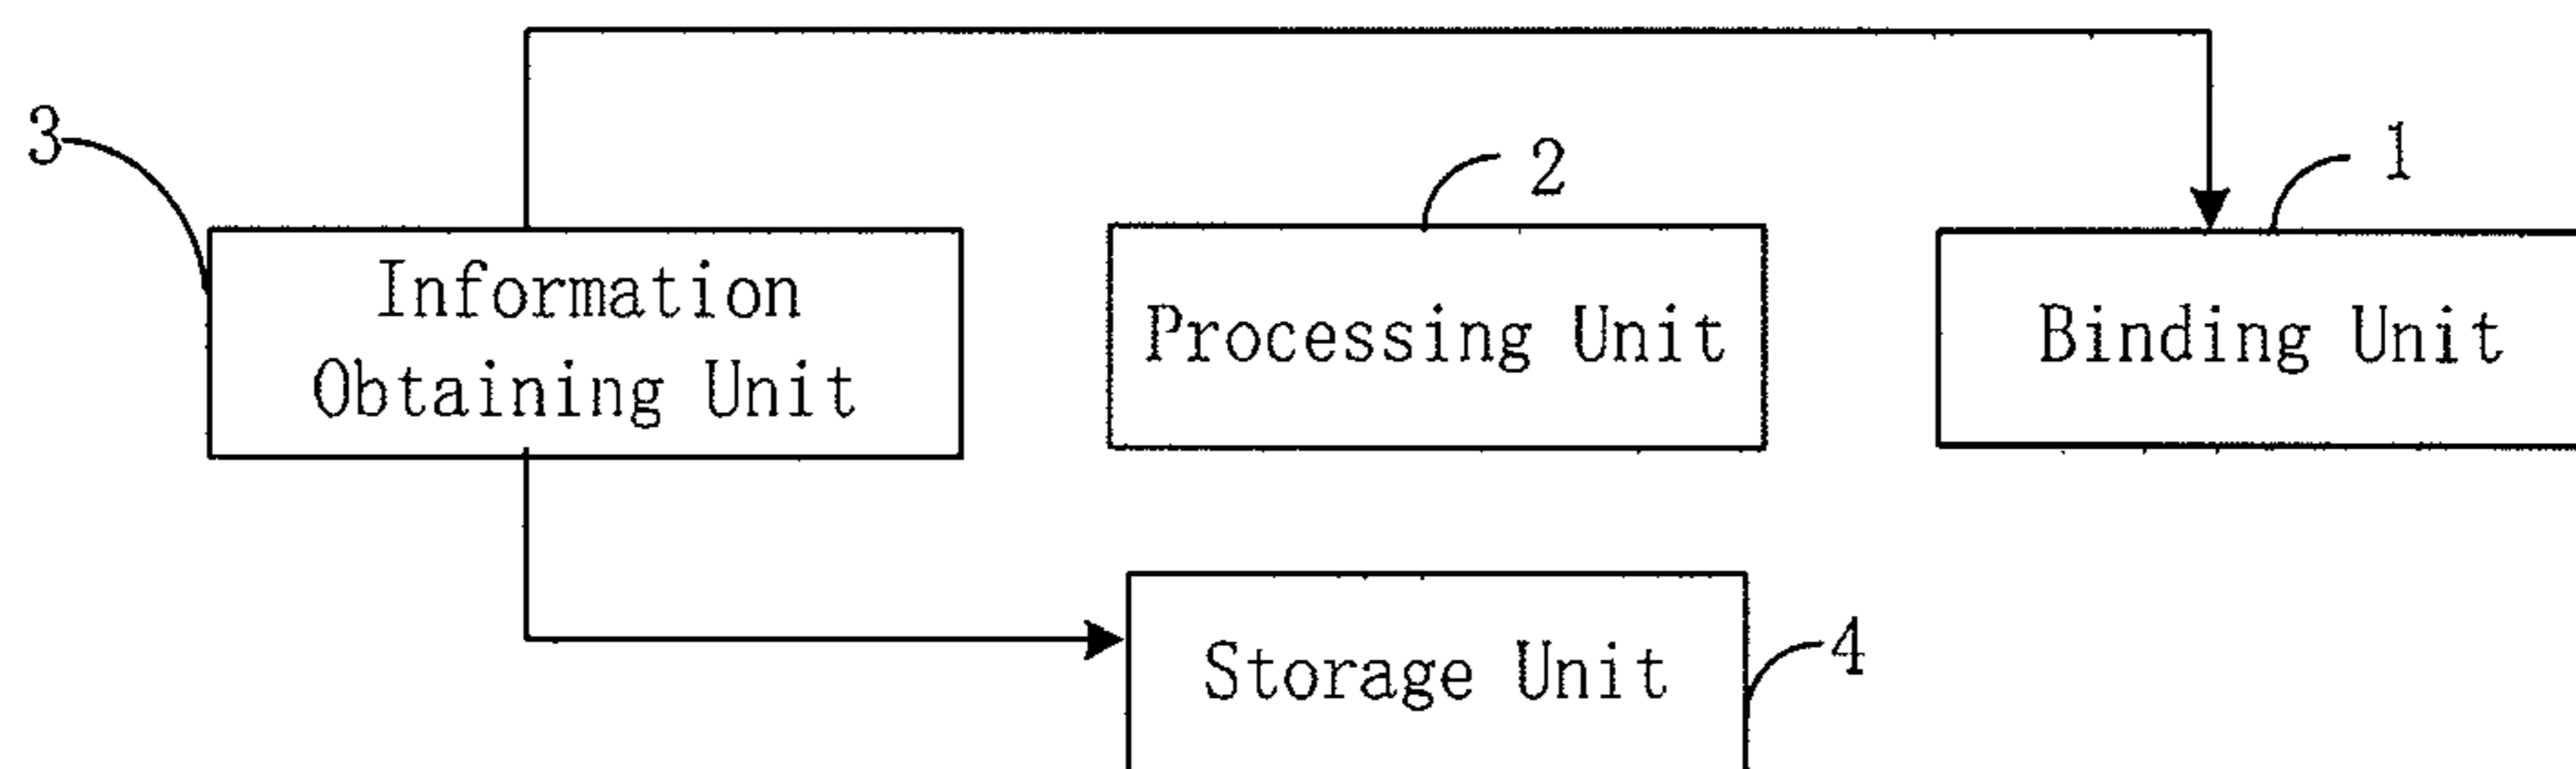 3
2
1
Information
Obtaining Unit
Processing Unit
Binding Unit
Storage Unit
4